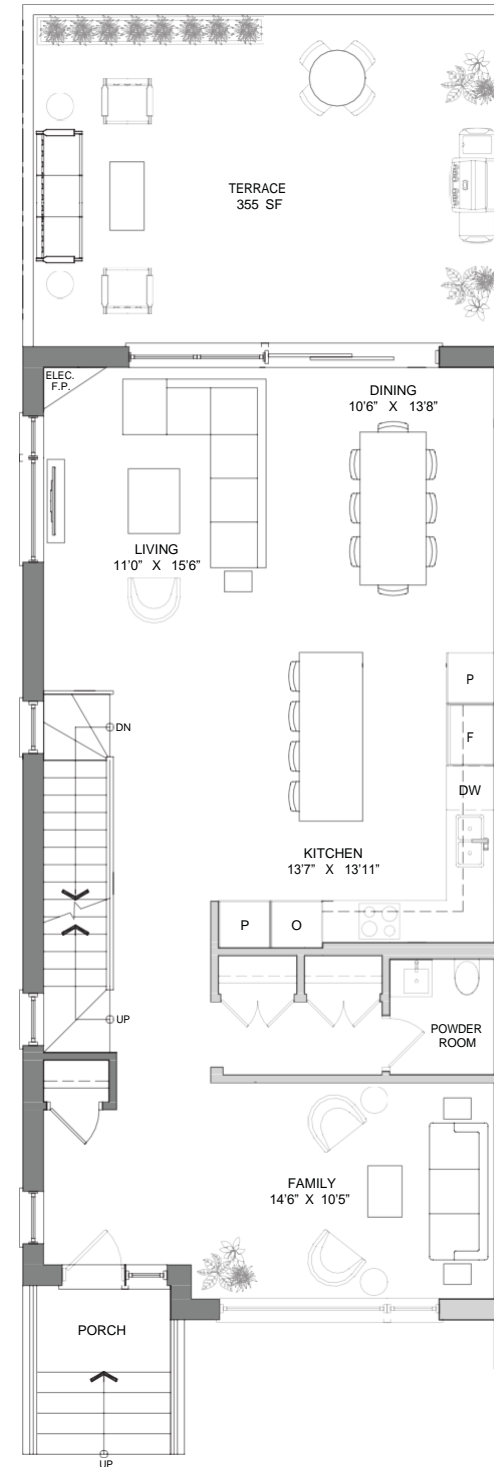 TERRACE
355 SF
ELEC.
F.P.
DINING
10'6" X 13'8"
LIVING
11'0" X 15'6"
P
F
DN
DW
KITCHEN
13'7" X 13'11"
P
O
UP
POWDER
ROOM
FAMILY
14'6" X 10'5"
PORCH
UP